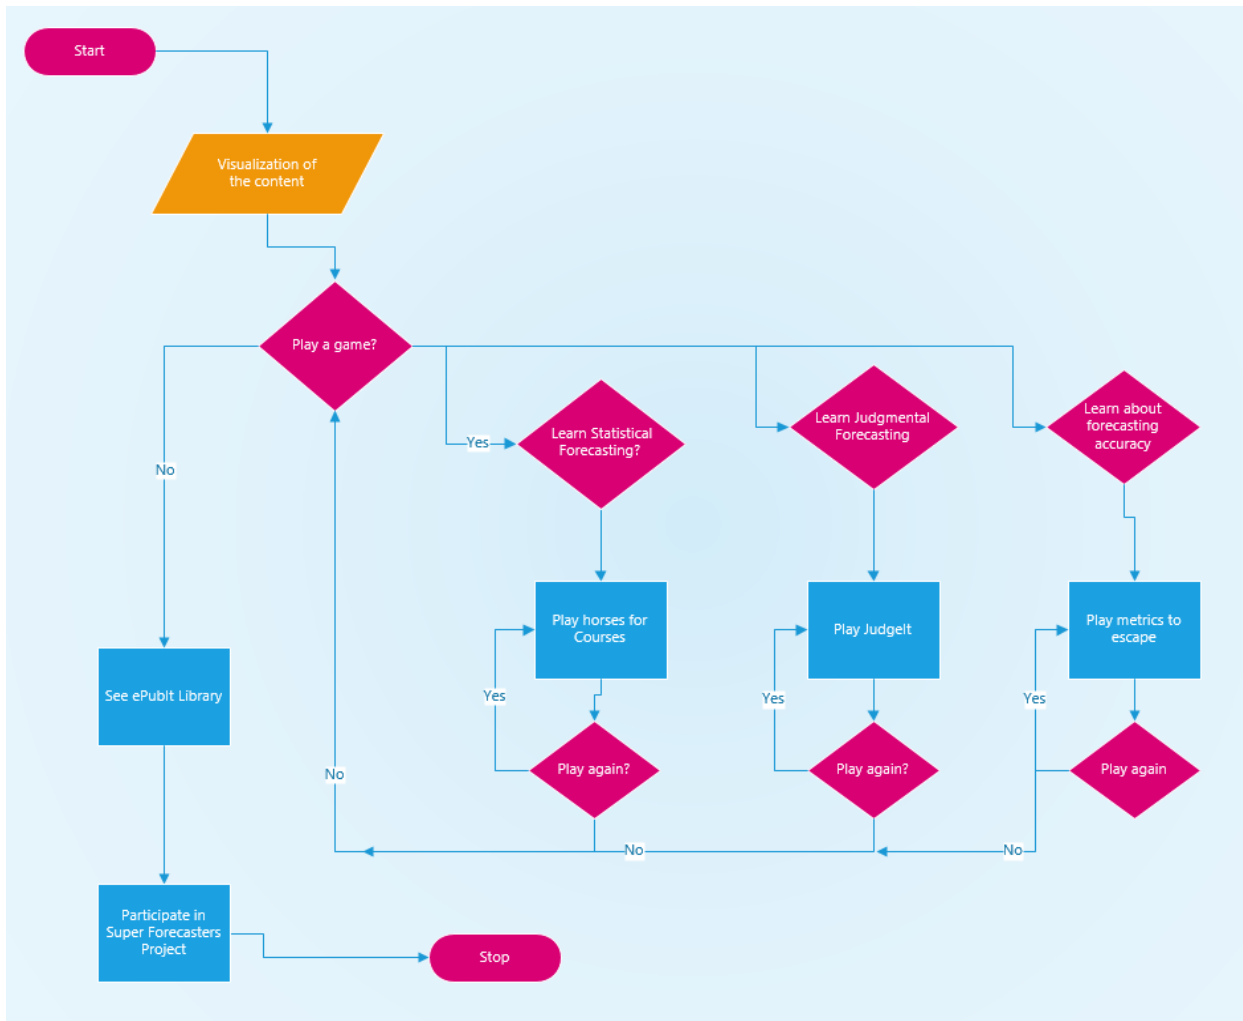 Start
Visualization of
the content
Play a game?
Learn Statistical
Forecasting?
Learn Judgmental
Forecasting
Learn about
forecasting
accuracy
Yes
No
Play horses for
Courses
Play JudgeIt
Play metrics to
escape
See ePubIt Library
Yes
Yes
Yes
No
Play again?
Play again?
Play again
No
No
Participate in
Super Forecasters
Project
Stop